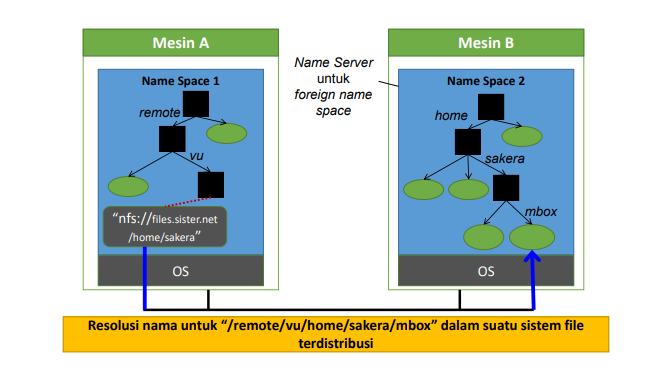 Mesin A
Mesin B
Name Server
untuk
foreign name
space
Name Space 1
remote
vu
"nfs://files.sister.net
/home/sakera"
OS
Name Space 2
home
sakera
mbox
OS
Resolusi nama untuk "/remote/vu/home/sakera/mbox" dalam suatu sistem file
terdistribusi